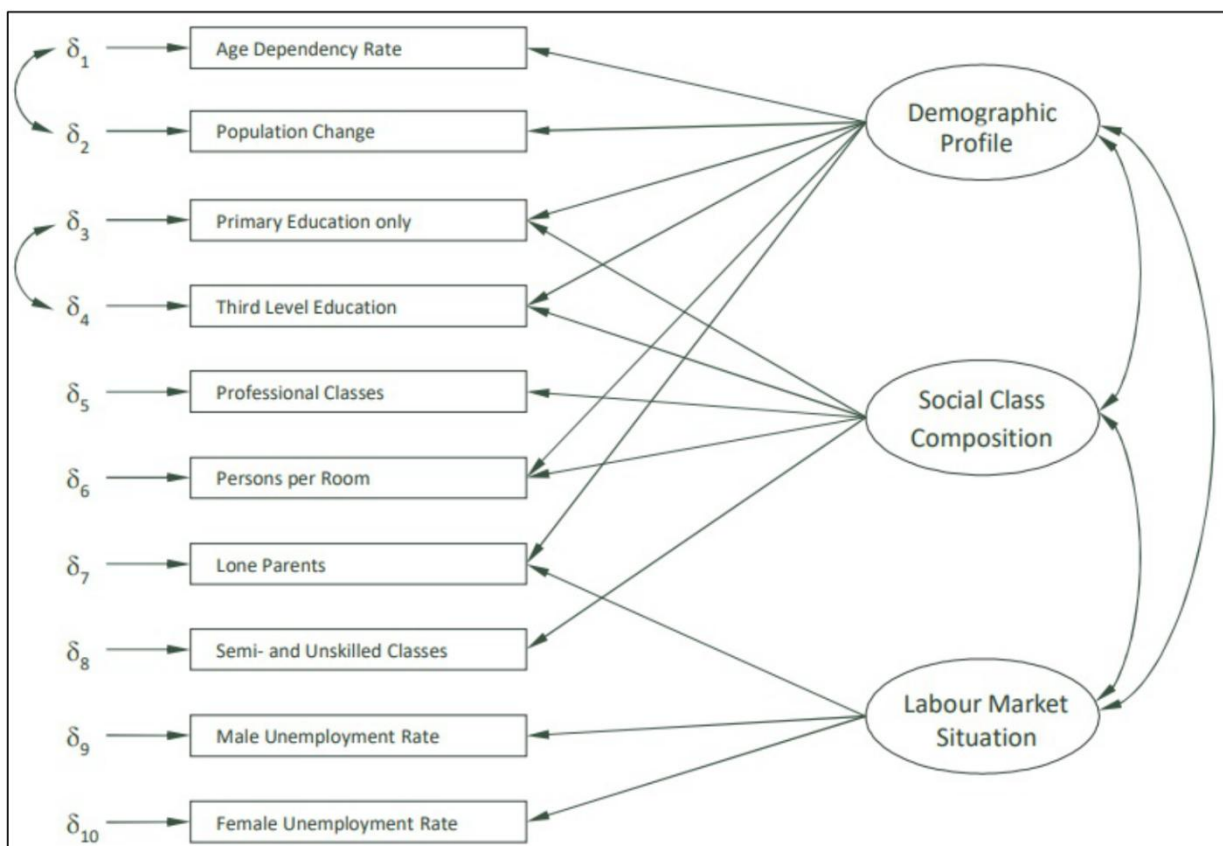 δ1
Age Dependency Rate
δ2
Population Change
δ3
Primary Education only
δ4
Third Level Education
δ5
Professional Classes
δ6
Persons per Room
δ7
Lone Parents
δ8
Semi- and Unskilled Classes
δ9
Male Unemployment Rate
δ10
Female Unemployment Rate
Demographic
Profile
Social Class
Composition
Labour Market
Situation